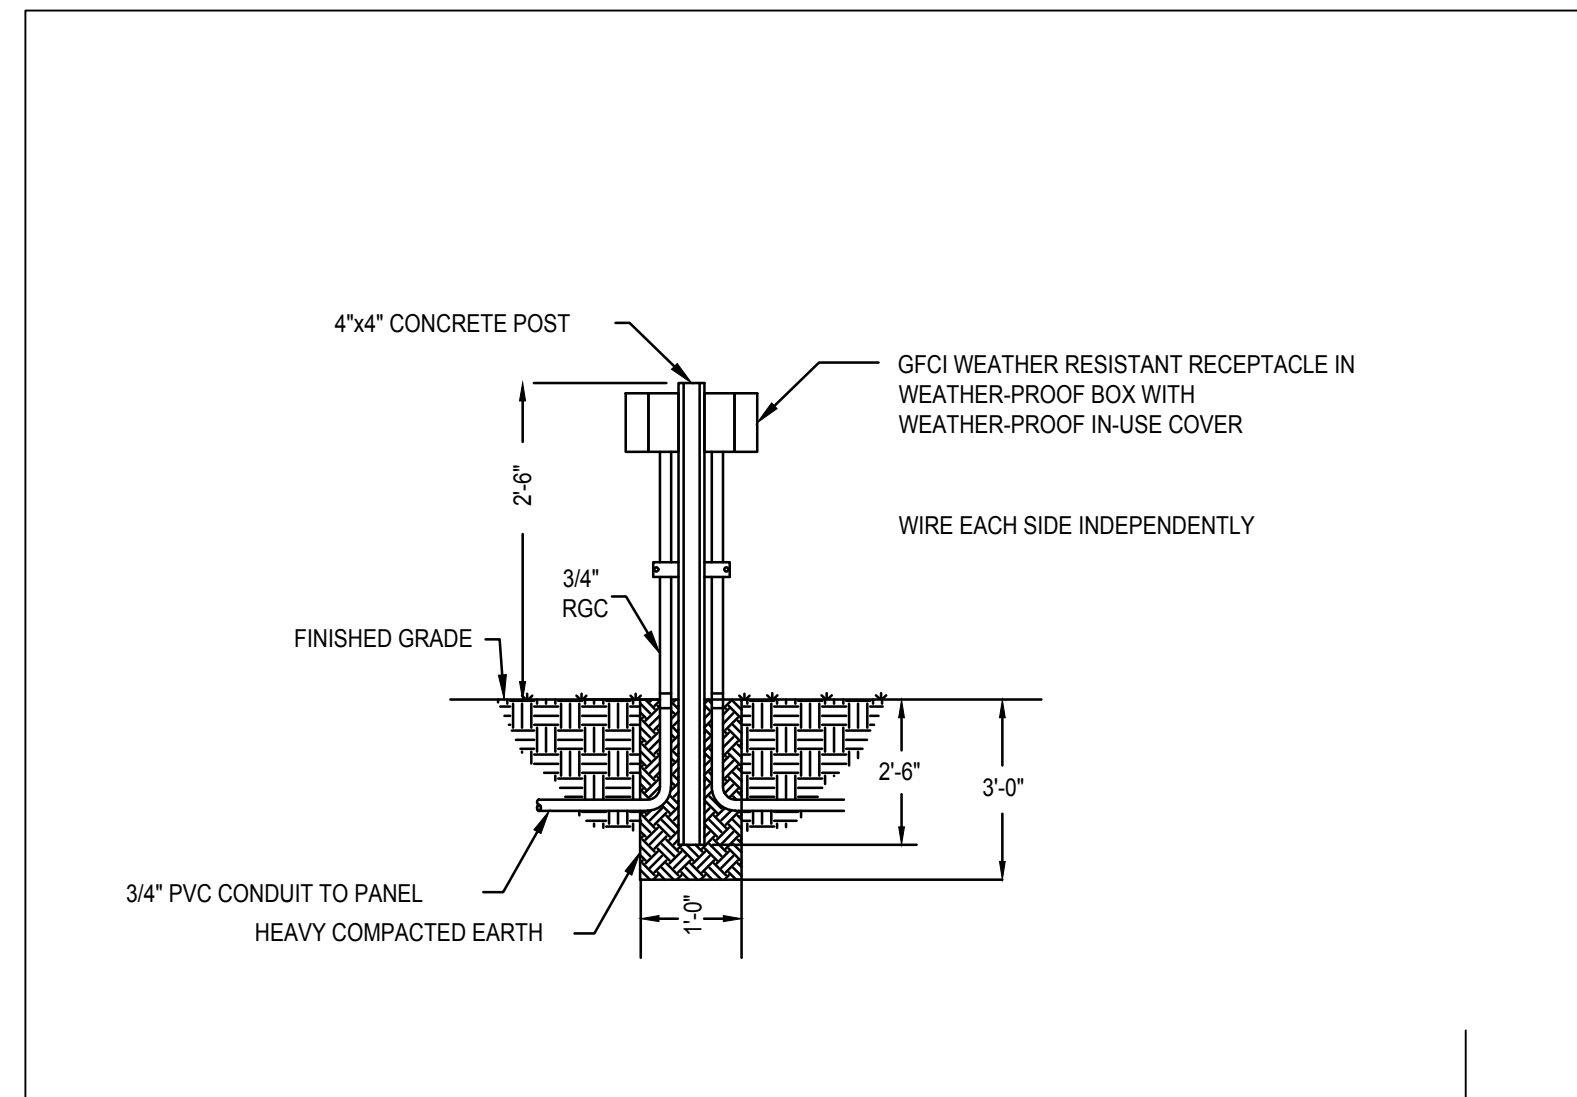 4"x4" CONCRETE POST
GFCI WEATHER RESISTANT RECEPTACLE IN
WEATHER-PROOF BOX WITH
WEATHER-PROOF IN-USE COVER
2'-6"
WIRE EACH SIDE INDEPENDENTLY
3/4"
RGC
FINISHED GRADE
2'-6"
3'-0"
3/4" PVC CONDUIT TO PANEL
1'-0"
HEAVY COMPACTED EARTH